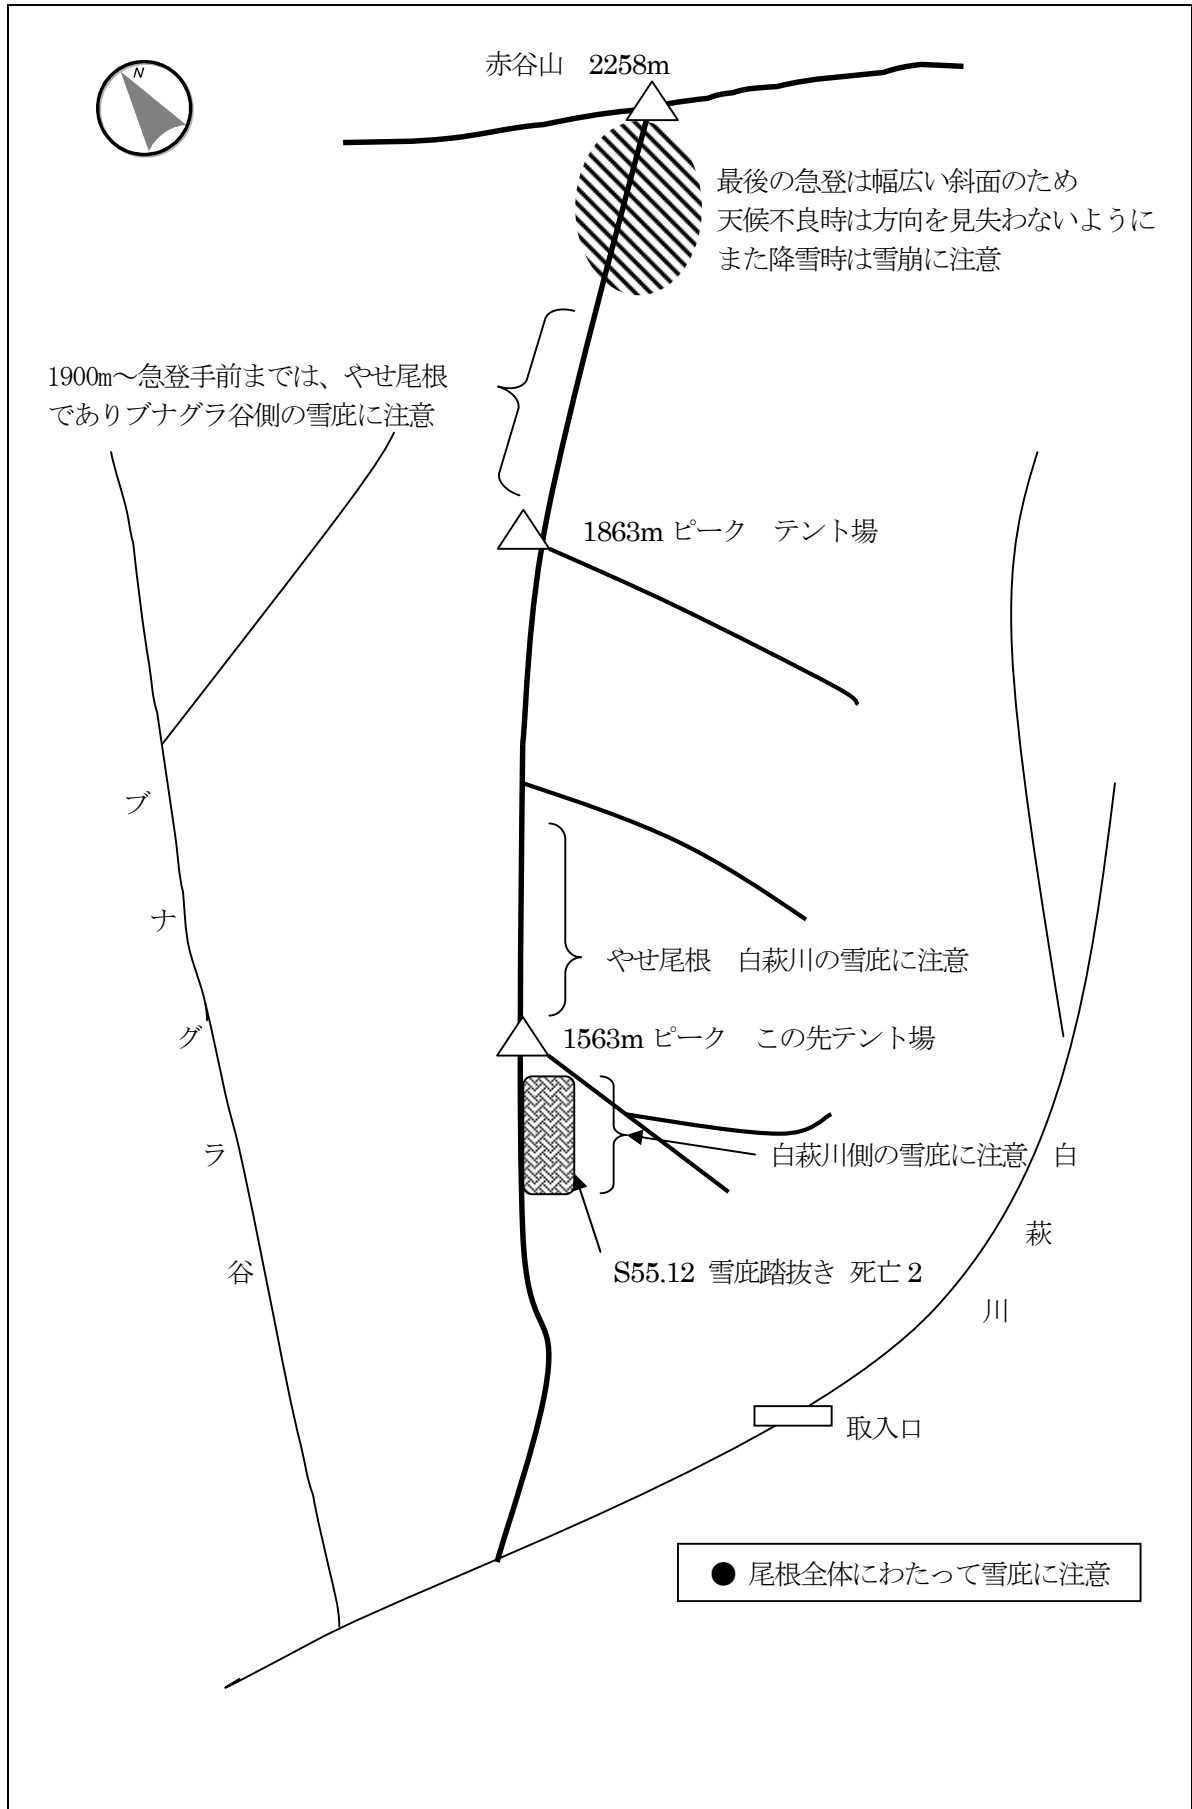 N
赤谷山 2258m
最後の急登は幅広い斜面のため
天候不良時は方向を見失わないように
また降雪時は雪崩に注意
1900m～急登手前までは、やせ尾根
でありブナグラ谷側の雪庇に注意
1863m ピーク テント場
ブナグラ谷
やせ尾根 白萩川の雪庇に注意
1563m ピーク この先テント場
白萩川側の雪庇に注意
白萩川
S55.12 雪庇踏抜き 死亡 2
取入口
● 尾根全体にわたって雪庇に注意